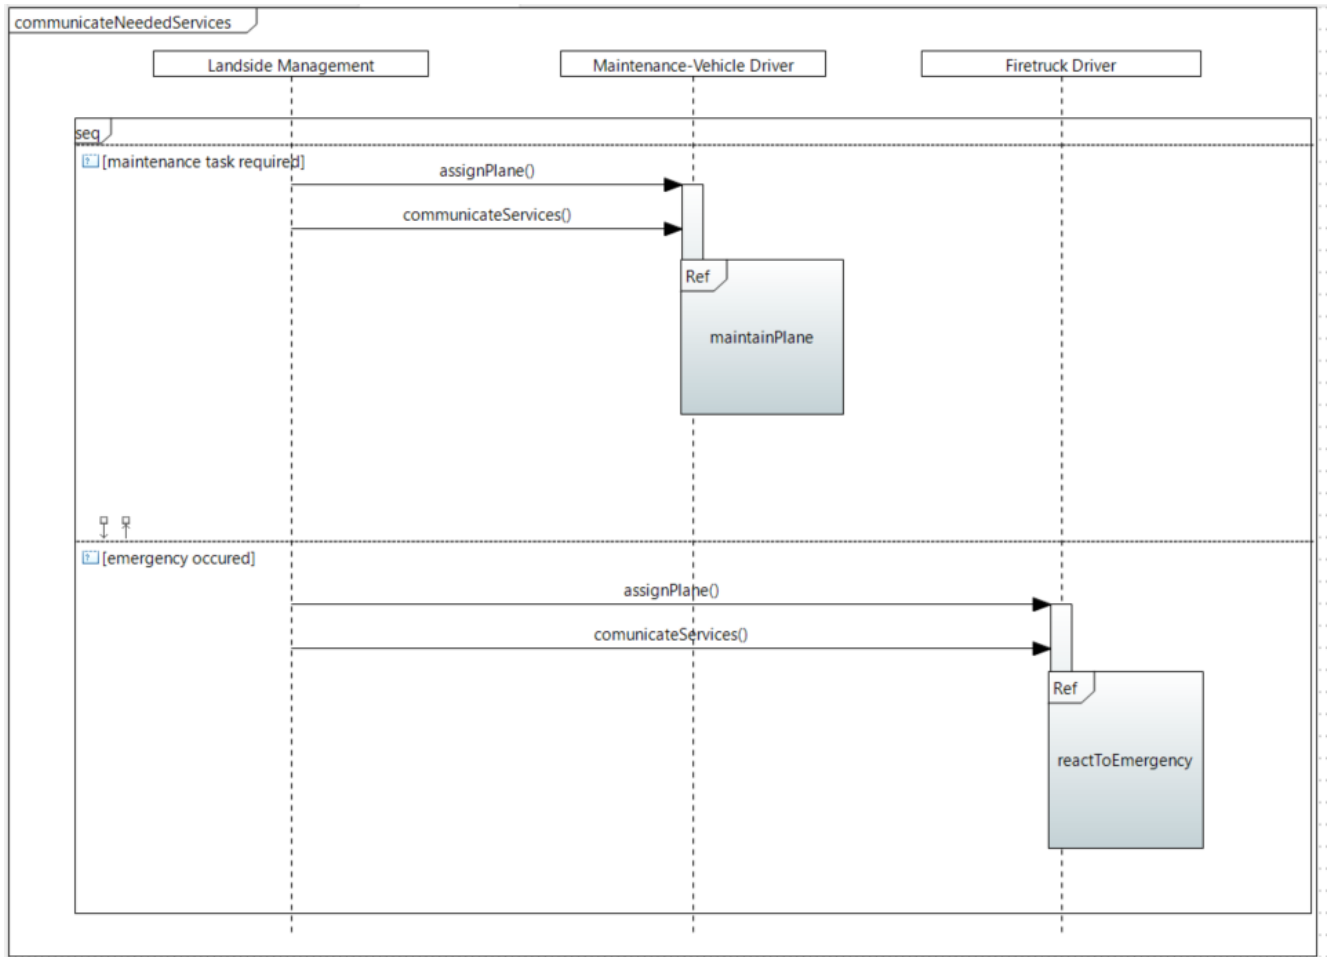 communicateNeededServices
Landside Management
Maintenance-Vehicle Driver
Firetruck Driver
seq
[maintenance task required]
assignPlane()
communicateServices()
Ref
maintainPlane
[emergency occured]
assignPlane()
comunicateServices()
Ref
reactToEmergency